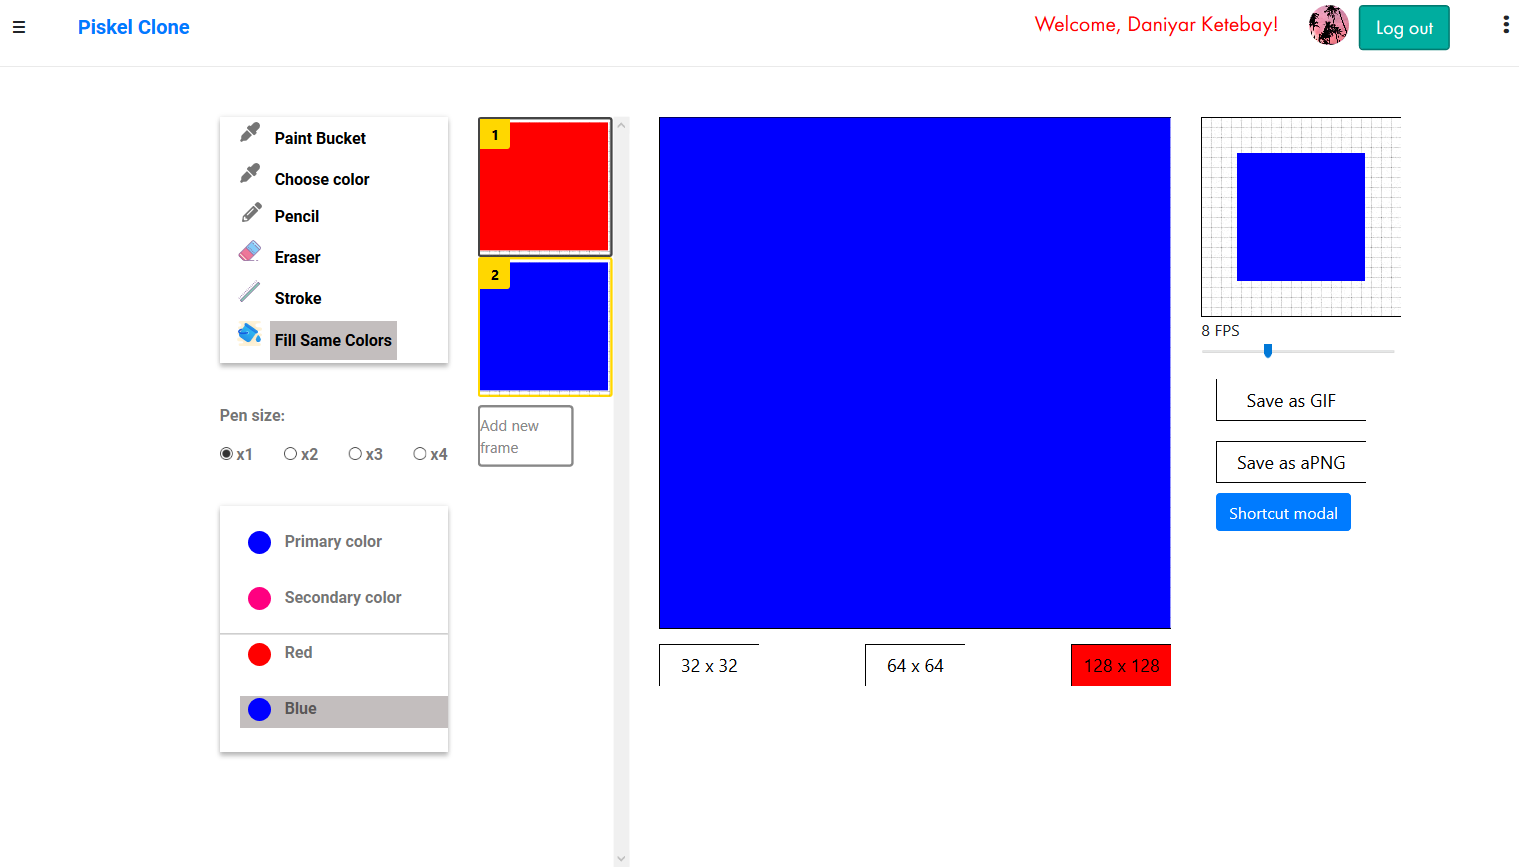 Piskel Clone
Welcome, Daniyar Ketebay!
Log out
Paint Bucket
Choose color
Pencil
Eraser
Stroke
Fill Same Colors
Pen size:
x1 x2 x3 x4
Primary color
Secondary color
Red
Blue
1
2
Add new
frame
32 x 32
64 x 64
128 x 128
8 FPS
Save as GIF
Save as aPNG
Shortcut modal